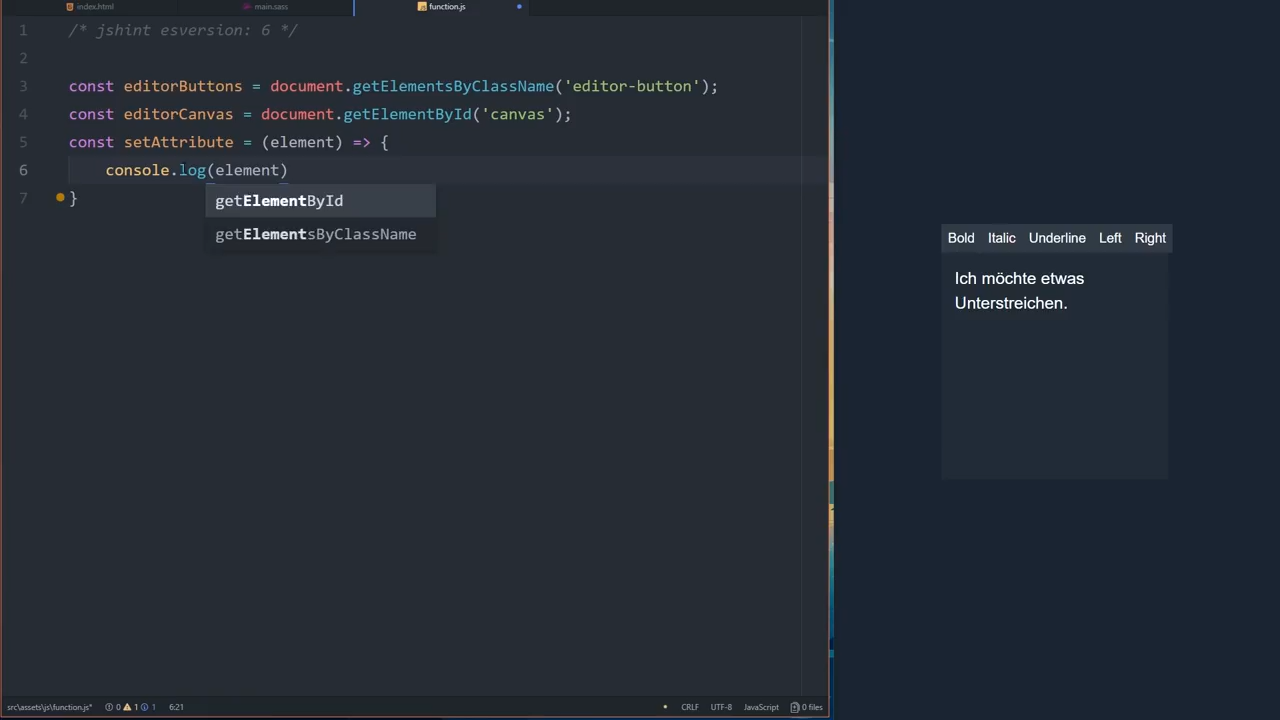 index.html
main.sass
function.js
1 /* jshint esversion: 6 */
2
3 const editorButtons = document.getElementsByClassName('editor-button');
4 const editorCanvas = document.getElementById('canvas');
5 const setAttribute = (element) => {
6 console.log(element)
7 }
getElementById
getElementsByClassName
Bold Italic Underline Left Right
Ich möchte etwas
Unterstreichen.
src\assets\js\function.js* 0 1 1 6:21 CRLF UTF-8 JavaScript 0 files